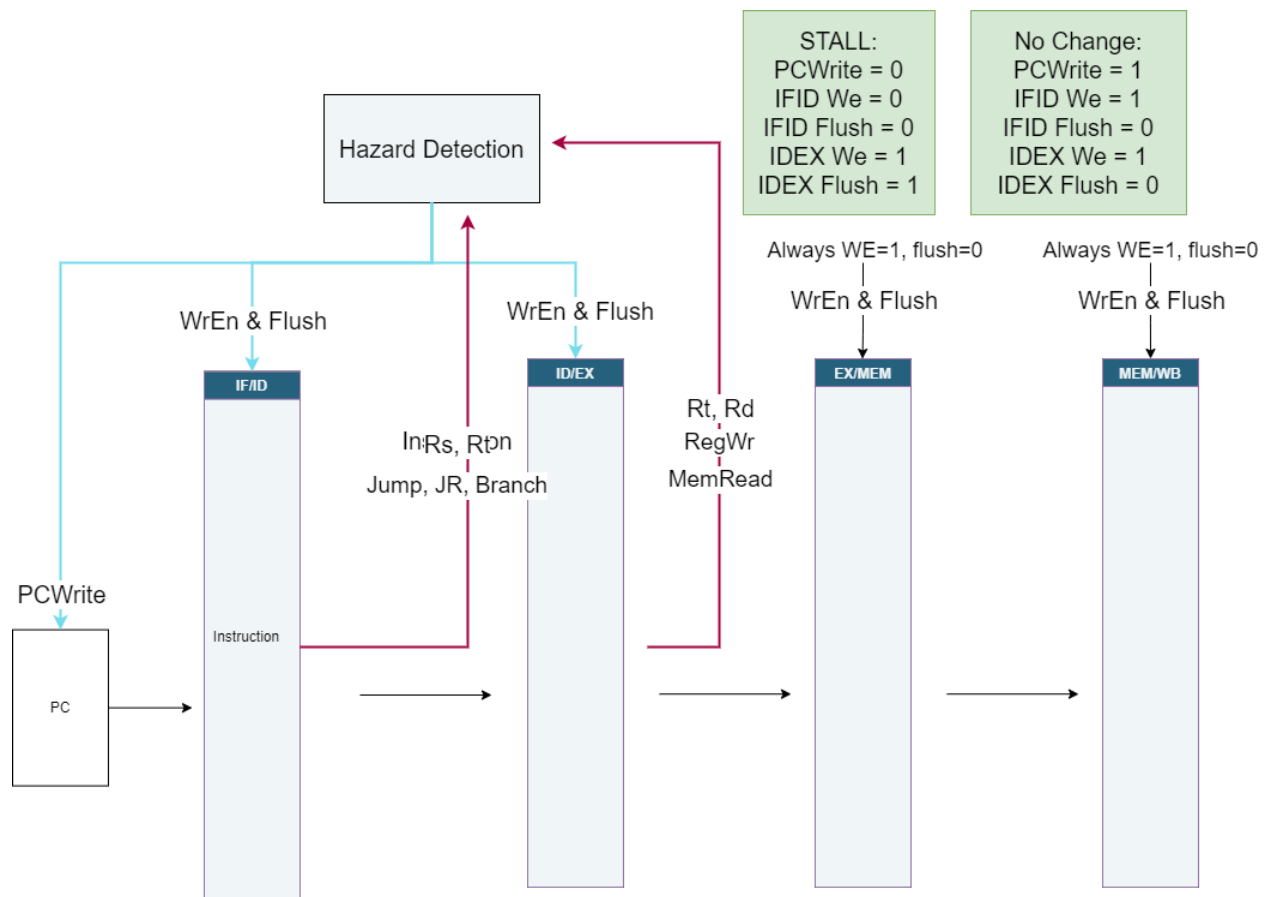 STALL:
PCWrite = 0
IFID We = 0
IFID Flush = 0
IDEX We = 1
IDEX Flush = 1
No Change:
PCWrite = 1
IFID We = 1
IFID Flush = 0
IDEX We = 1
IDEX Flush = 0
Hazard Detection
Always WE=1, flush=0
WrEn & Flush
Always WE=1, flush=0
WrEn & Flush
WrEn & Flush
WrEn & Flush
IF/ID
ID/EX
EX/MEM
MEM/WB
Rs, Rt
Jump, JR, Branch
Rt, Rd
RegWr
MemRead
PCWrite
Instruction
PC